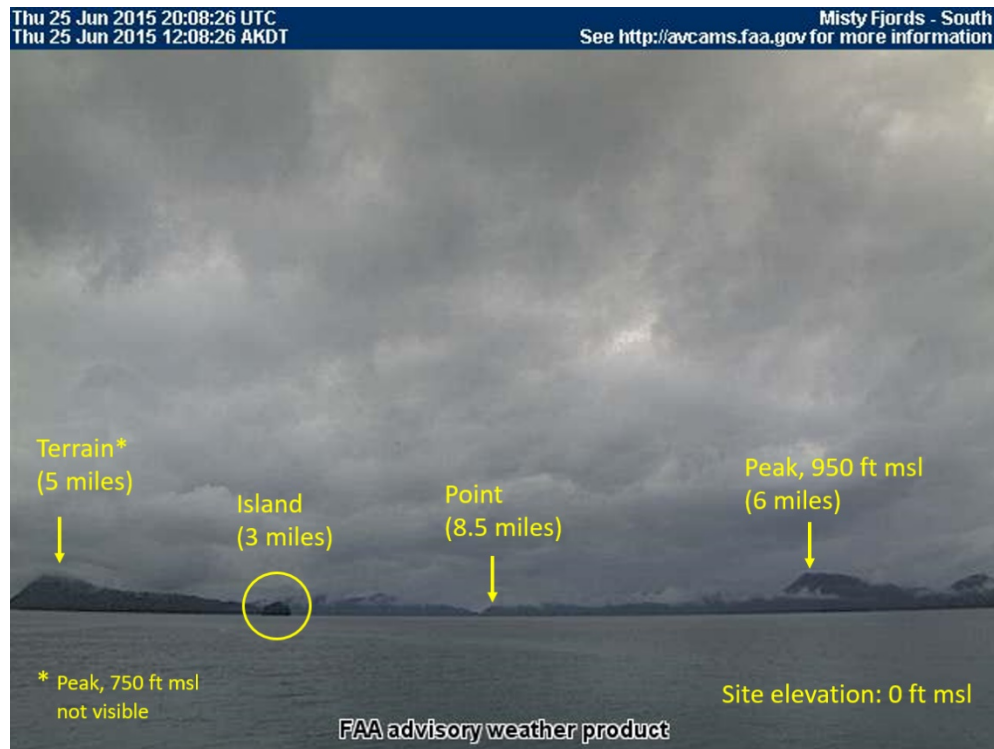 Thu 25 Jun 2015 20:08:26 UTC
Thu 25 Jun 2015 12:08:26 AKDT
Misty Fjords - South
See http://avcams.faa.gov for more information
Terrain*
(5 miles)
Island
(3 miles)
Point
(8.5 miles)
Peak, 950 ft msl
(6 miles)
* Peak, 750 ft msl
not visible
Site elevation: 0 ft msl
FAA advisory weather product